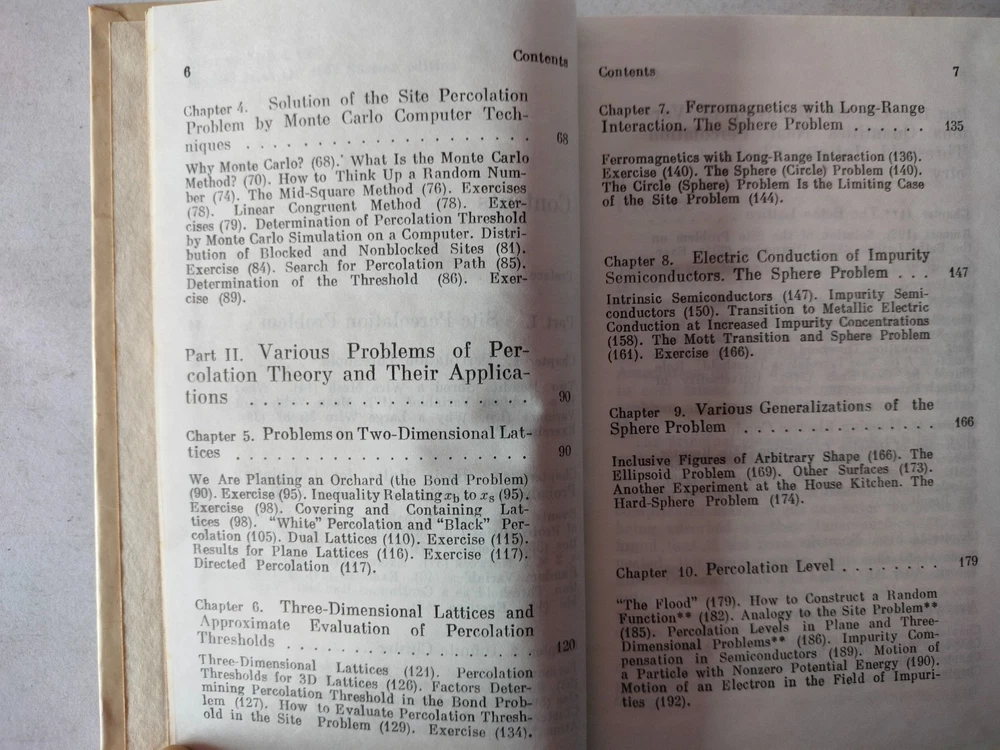 6
Contents
Chapter 4. Solution of the Site Percolation
Problem by Monte Carlo Computer Tech-
niques . . . . . . . . . . . . . . . . . . 68
Why Monte Carlo? (68). What Is the Monte Carlo
Method? (70). How to Think Up a Random Num-
ber (74). The Mid-Square Method (76). Exercises
(78). Linear Congruent Method (78). Exer-
cises (79). Determination of Percolation Threshold
by Monte Carlo Simulation on a Computer. Distri-
bution of Blocked and Nonblocked Sites (81).
Exercise (84). Search for Percolation Path (85).
Determination of the Threshold (86). Exer-
cise (89).
Part II. Various Problems of Per-
colation Theory and Their Applica-
tions . . . . . . . . . . . . . . . . . 90
Chapter 5. Problems on Two-Dimensional Lat-
tices . . . . . . . . . . . . . . . . . . 90
We Are Planting an Orchard (the Bond Problem)
(90). Exercise (95). Inequality Relating xb to xs (95).
Exercise (98). Covering and Containing Lat-
tices (98). “White” Percolation and “Black” Per-
colation (105). Dual Lattices (110). Exercise (115).
Results for Plane Lattices (116). Exercise (117).
Directed Percolation (117).
Chapter 6. Three-Dimensional Lattices and
Approximate Evaluation of Percolation
Thresholds . . . . . . . . . . . . . . . 120
Three-Dimensional Lattices (121). Percolation
Thresholds for 3D Lattices (126). Factors Deter-
mining Percolation Threshold in the Bond Prob-
lem (127). How to Evaluate Percolation Thresh-
old in the Site Problem (129). Exercise (134).
Contents
7
Chapter 7. Ferromagnetics with Long-Range
Interaction. The Sphere Problem . . . . . . 135
Ferromagnetics with Long-Range Interaction (136).
Exercise (140). The Sphere (Circle) Problem (140).
The Circle (Sphere) Problem Is the Limiting Case
of the Site Problem (144).
Chapter 8. Electric Conduction of Impurity
Semiconductors. The Sphere Problem . . . 147
Intrinsic Semiconductors (147). Impurity Semi-
conductors (150). Transition to Metallic Electric
Conduction at Increased Impurity Concentrations
(158). The Mott Transition and Sphere Problem
(161). Exercise (166).
Chapter 9. Various Generalizations of the
Sphere Problem . . . . . . . . . . . . . 166
Inclusive Figures of Arbitrary Shape (166). The
Ellipsoid Problem (169). Other Surfaces (173).
Another Experiment at the House Kitchen. The
Hard-Sphere Problem (174).
Chapter 10. Percolation Level . . . . . . . . 179
“The Flood” (179). How to Construct a Random
Function** (182). Analogy to the Site Problem**
(185). Percolation Levels in Plane and Three-
Dimensional Problems** (186). Impurity Com-
pensation in Semiconductors (189). Motion of
a Particle with Nonzero Potential Energy (190).
Motion of an Electron in the Field of Impuri-
ties (192).